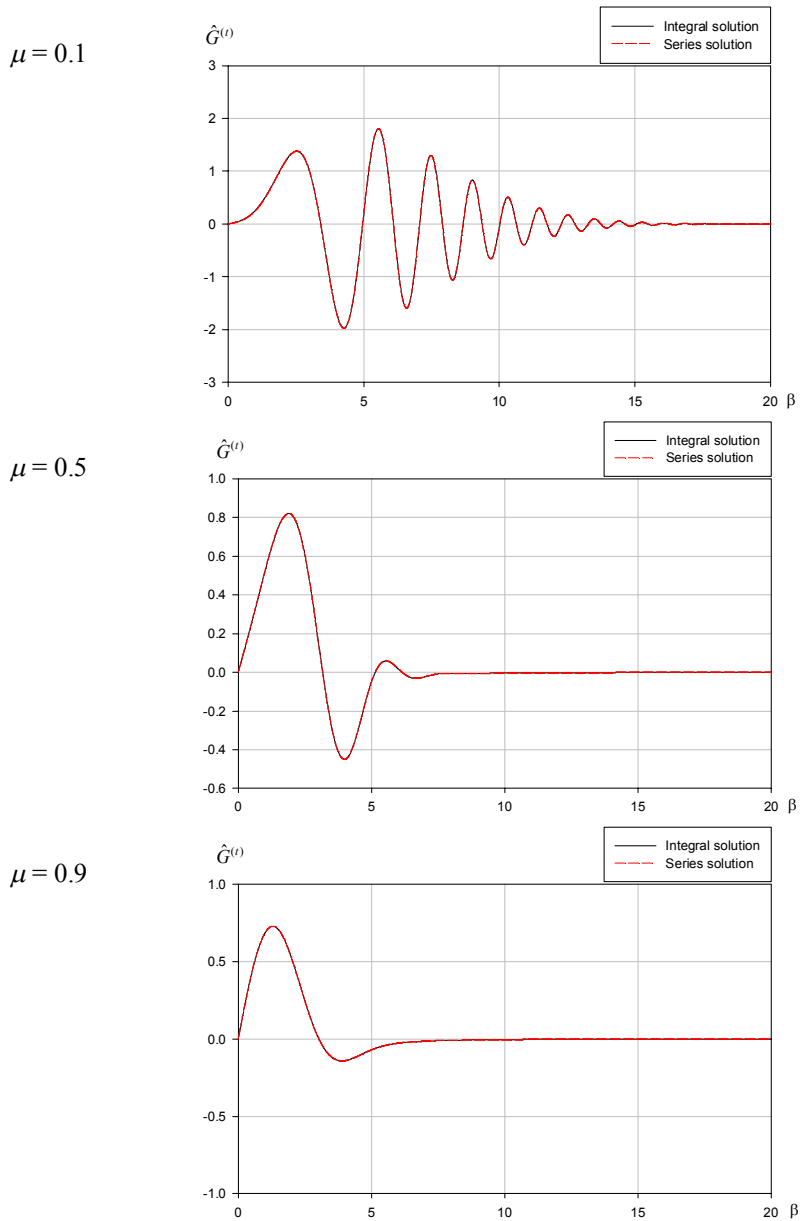 μ = 0.1
Ĝ⁽ᵗ⁾
Integral solution
Series solution
3
2
1
0
-1
-2
-3
0 5 10 15 20 β
μ = 0.5
Ĝ⁽ᵗ⁾
Integral solution
Series solution
1.0
0.8
0.6
0.4
0.2
0.0
-0.2
-0.4
-0.6
0 5 10 15 20 β
μ = 0.9
Ĝ⁽ᵗ⁾
Integral solution
Series solution
1.0
0.5
0.0
-0.5
-1.0
0 5 10 15 20 β